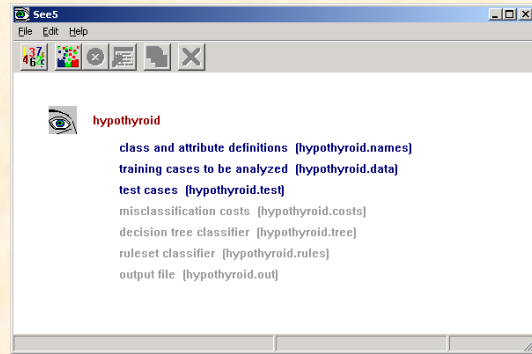 See5
File Edit Help
hypothyroid
class and attribute definitions (hypothyroid.names)
training cases to be analyzed (hypothyroid.data)
test cases (hypothyroid.test)
misclassification costs (hypothyroid.costs)
decision tree classifier (hypothyroid.tree)
ruleset classifier (hypothyroid.rules)
output file (hypothyroid.out)